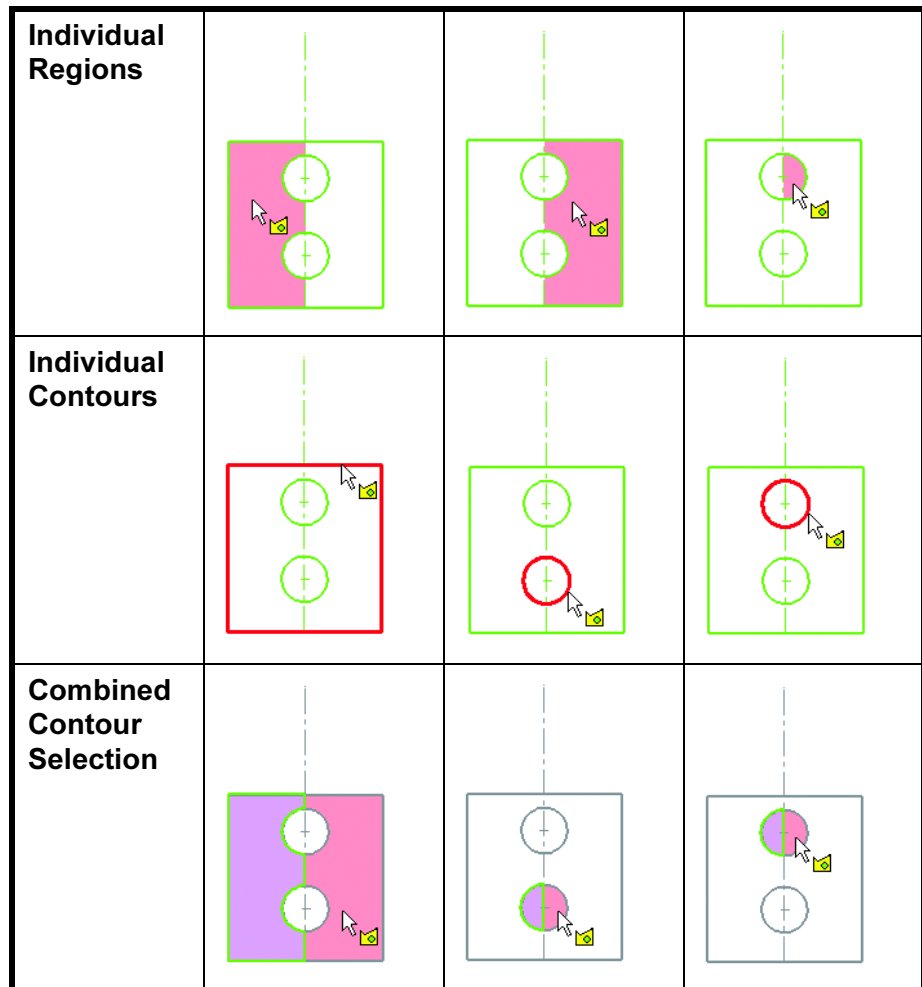 Individual
Regions
Individual
Contours
Combined
Contour
Selection